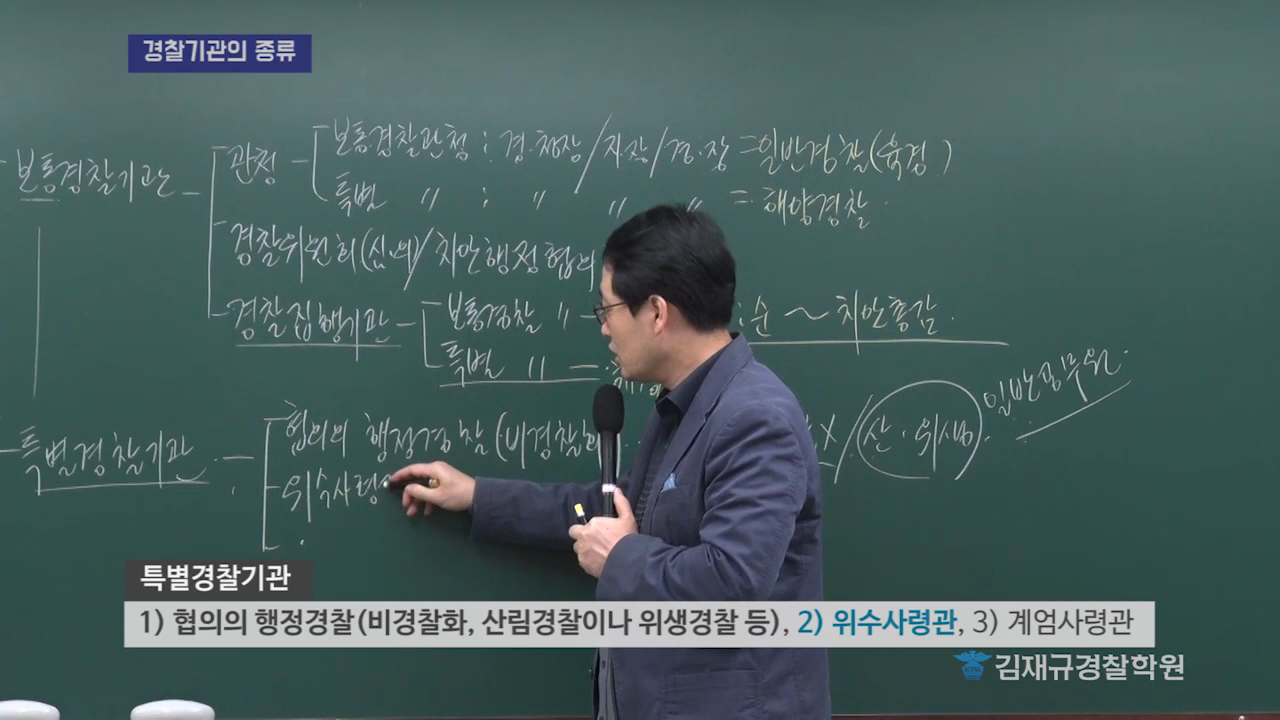 경찰기관의 종류
보통경찰기관
관청
보통경찰관청 : 경·청장/지.장/경.장 = 일반경찰(육경)
특별 〃 : 〃 〃 〃 = 해양경찰.
경찰위원회(심·의)/치안행정협의
경찰집행기관
보통경찰 〃 : 순 ~ 치안총감.
특별 〃
특별경찰기관.
협의의 행정경찰(비경찰화 X/산·위생). 일반공무원.
위수사령
특별경찰기관
1) 협의의 행정경찰(비경찰화, 산림경찰이나 위생경찰 등), 2) 위수사령관, 3) 계엄사령관
김재규경찰학원